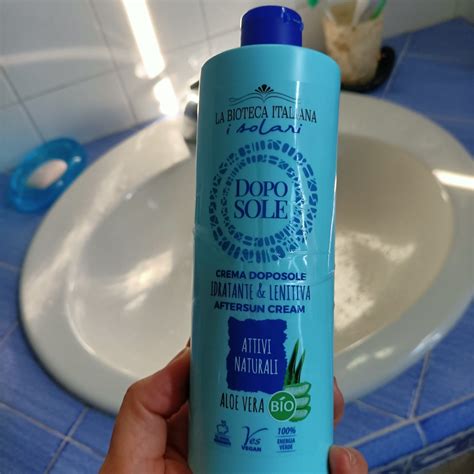 LA BIOTECA ITALIANA
i solari
DOPO
SOLE
CREMA DOPOSOLE
IDRATANTE & LENITIVA
AFTERSUN CREAM
ATTIVI
NATURALI
ALOE VERA BIO
Yes
VEGAN
100%
ENERGIA
VERDE